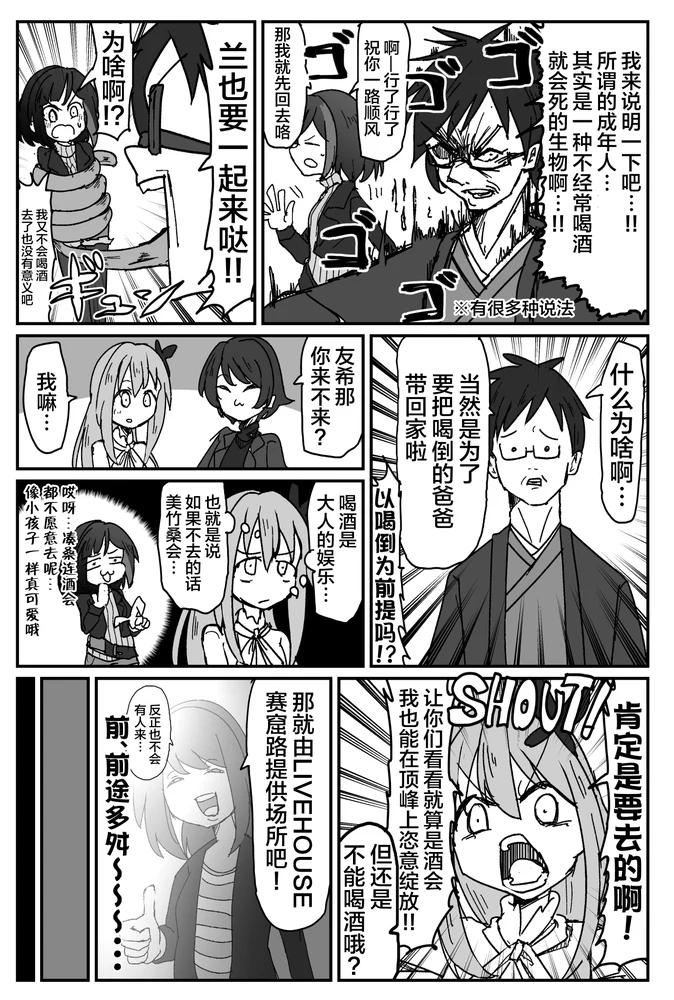 我来说明一下吧…!!
所谓的成年人…
其实是一种不经常喝酒
就会死的生物啊…!!
※有很多种说法
ゴゴゴ
ゴゴゴ
啊—行了行了
祝你一路顺风
那我就先回去咯
兰也要一起来哒!!
为啥啊!?
我又不会喝酒
去了也没有意义吧
ギュン
什么为啥啊…
当然是为了
要把喝倒的爸爸
带回家啦
以喝倒为前提吗!?
友希那
你来不来?
我嘛…
喝酒是
大人的娱乐…
也就是说
如果不去的话
美竹桑会…
哎呀…凑桑连酒会
都不愿意去呢…
像小孩子一样真可爱哦
肯定是要去的啊!
SHOUT!!
让你们看看就算是酒会
我也能在顶峰上恣意绽放!!
但还是
不能喝酒哦?
那就由LIVEHOUSE
赛窟路提供场所吧!
反正也不会
有人来…
前、前途多舛～～～…